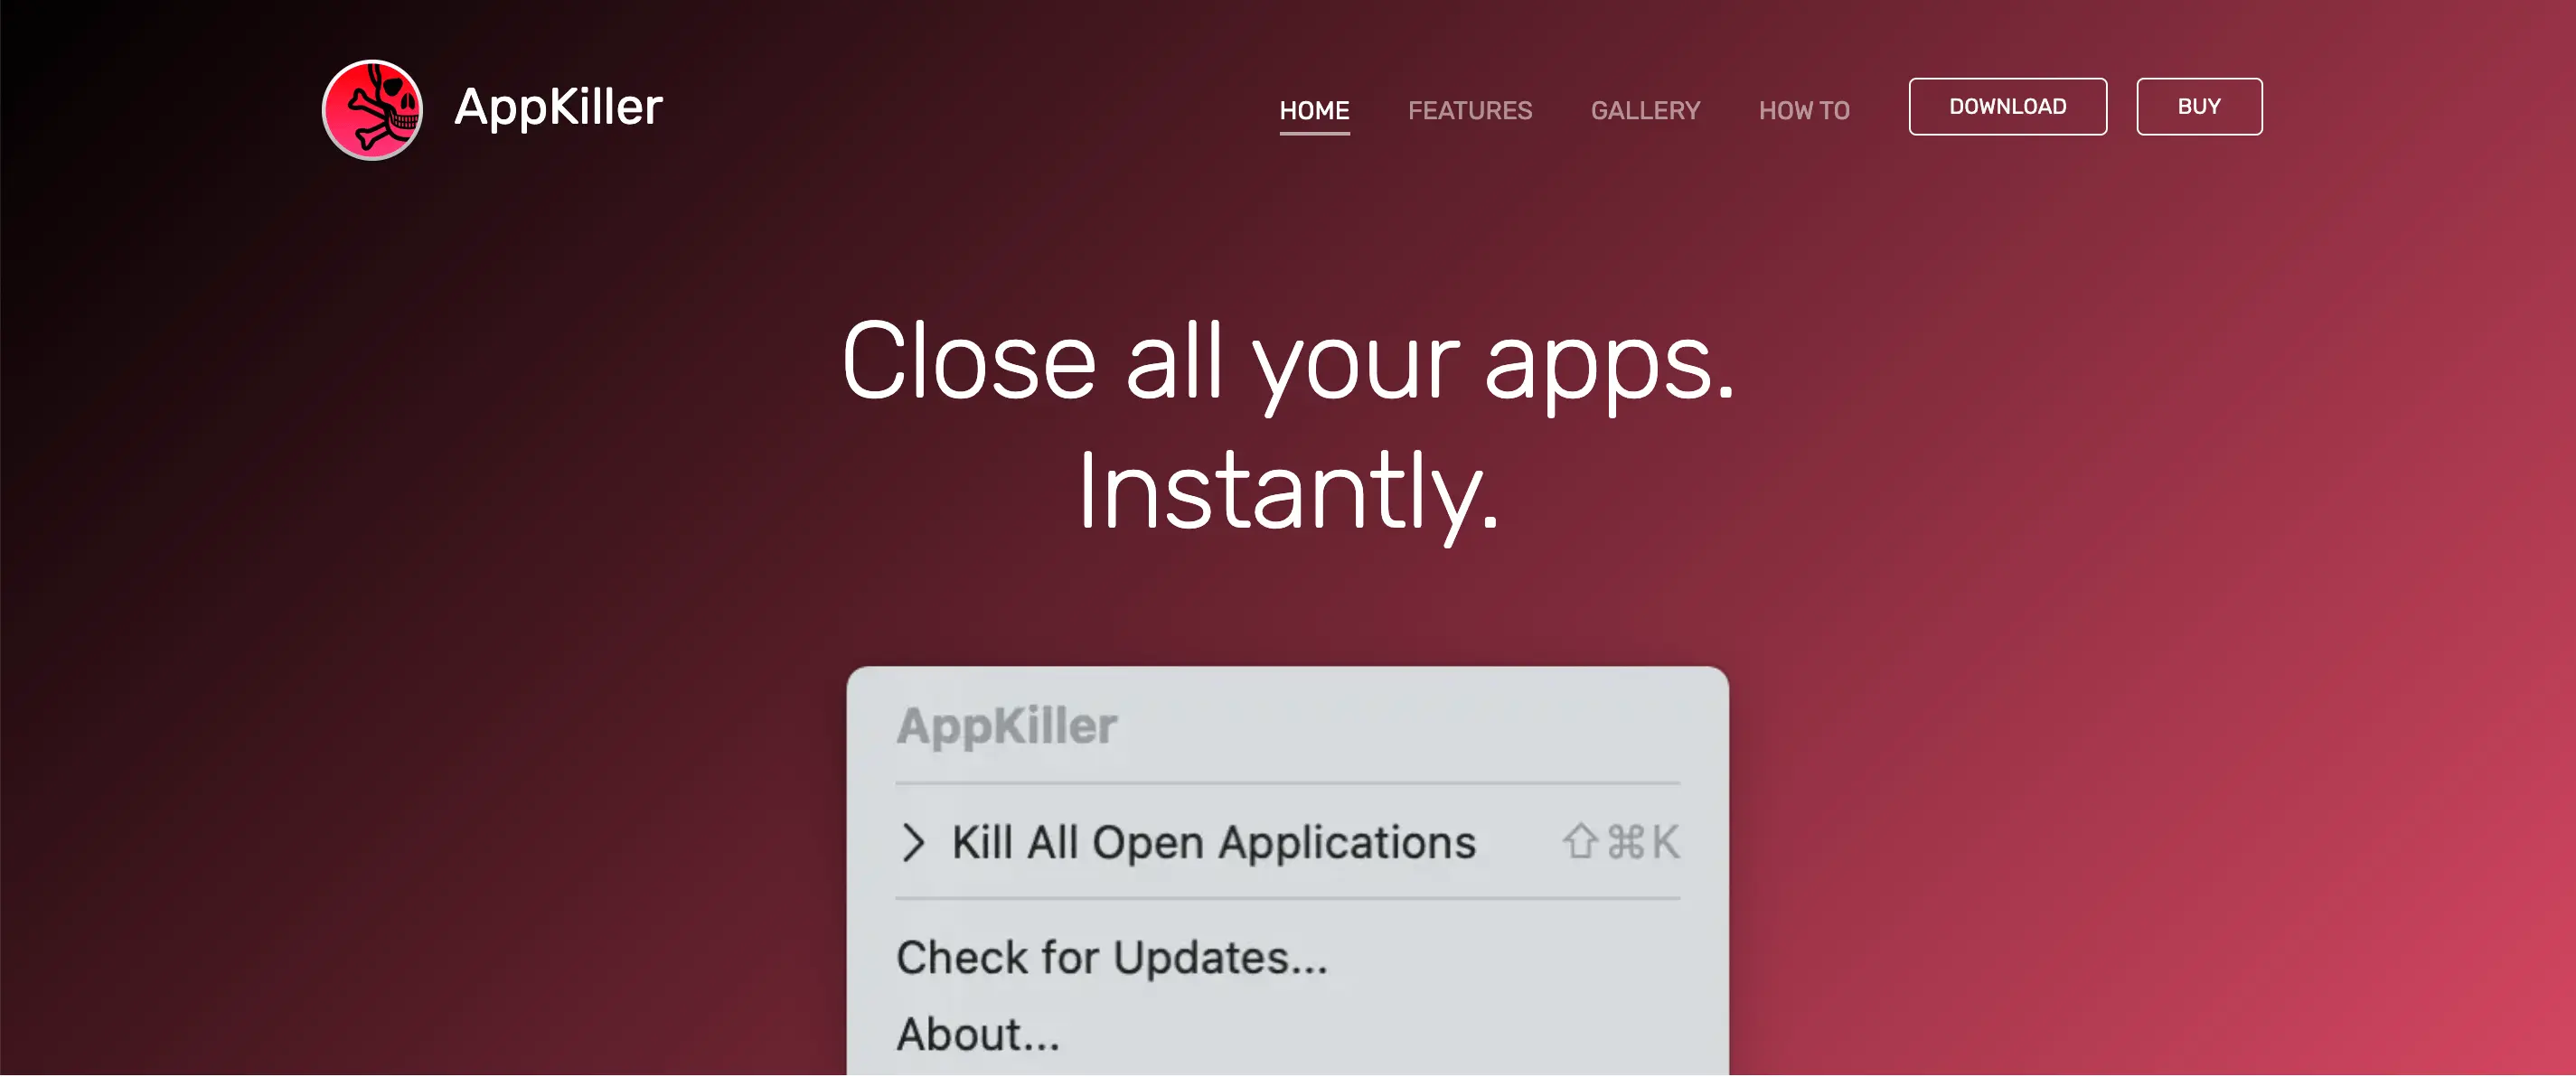 AppKiller
HOME FEATURES GALLERY HOW TO DOWNLOAD BUY
Close all your apps.
Instantly.
AppKiller
Kill All Open Applications ⇧⌘K
Check for Updates...
About...